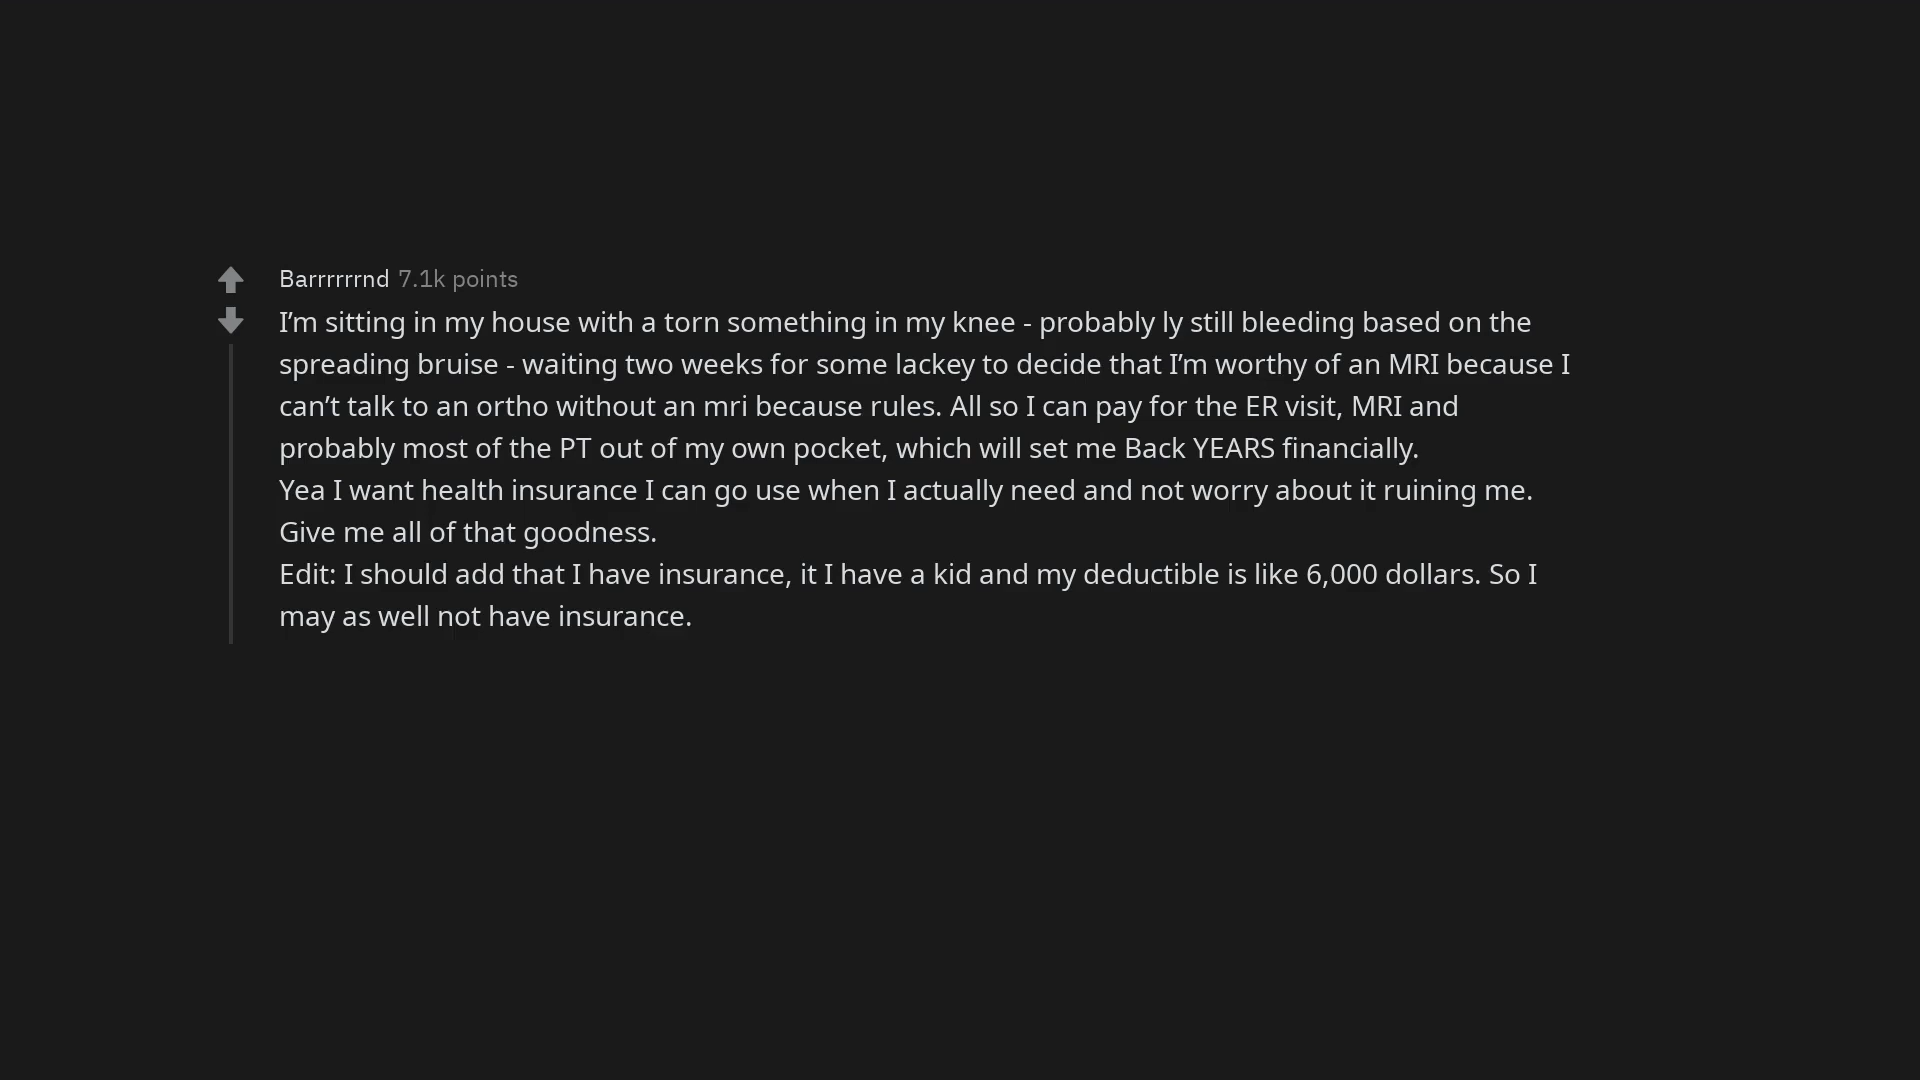 Barrrrrrnd 7.1k points
I’m sitting in my house with a torn something in my knee - probably ly still bleeding based on the
spreading bruise - waiting two weeks for some lackey to decide that I’m worthy of an MRI because I
can’t talk to an ortho without an mri because rules. All so I can pay for the ER visit, MRI and
probably most of the PT out of my own pocket, which will set me Back YEARS financially.
Yea I want health insurance I can go use when I actually need and not worry about it ruining me.
Give me all of that goodness.
Edit: I should add that I have insurance, it I have a kid and my deductible is like 6,000 dollars. So I
may as well not have insurance.